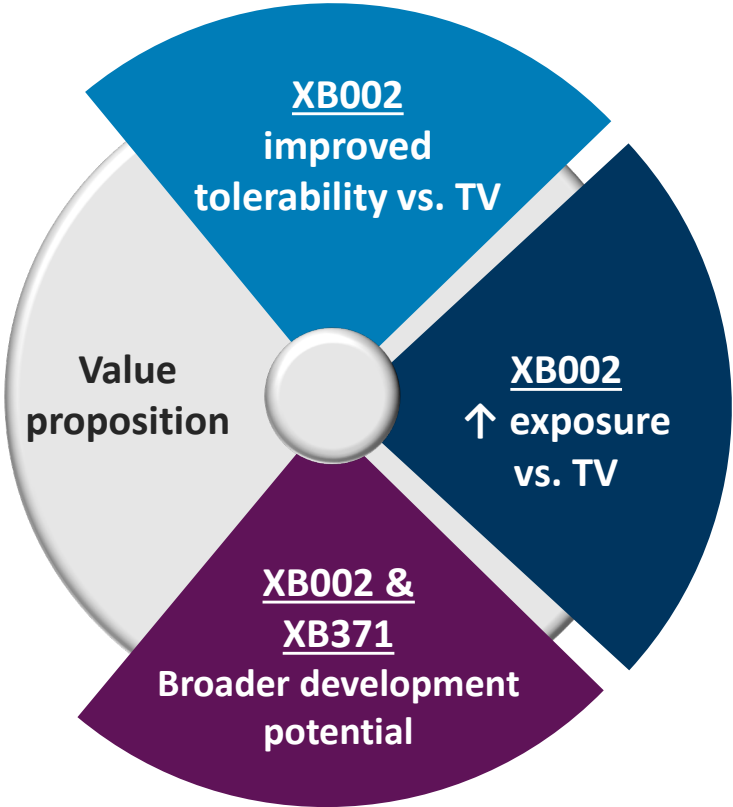 XB002
improved
tolerability vs. TV
Value
proposition
XB002
↑ exposure
vs. TV
XB002 &
XB371
Broader development
potential